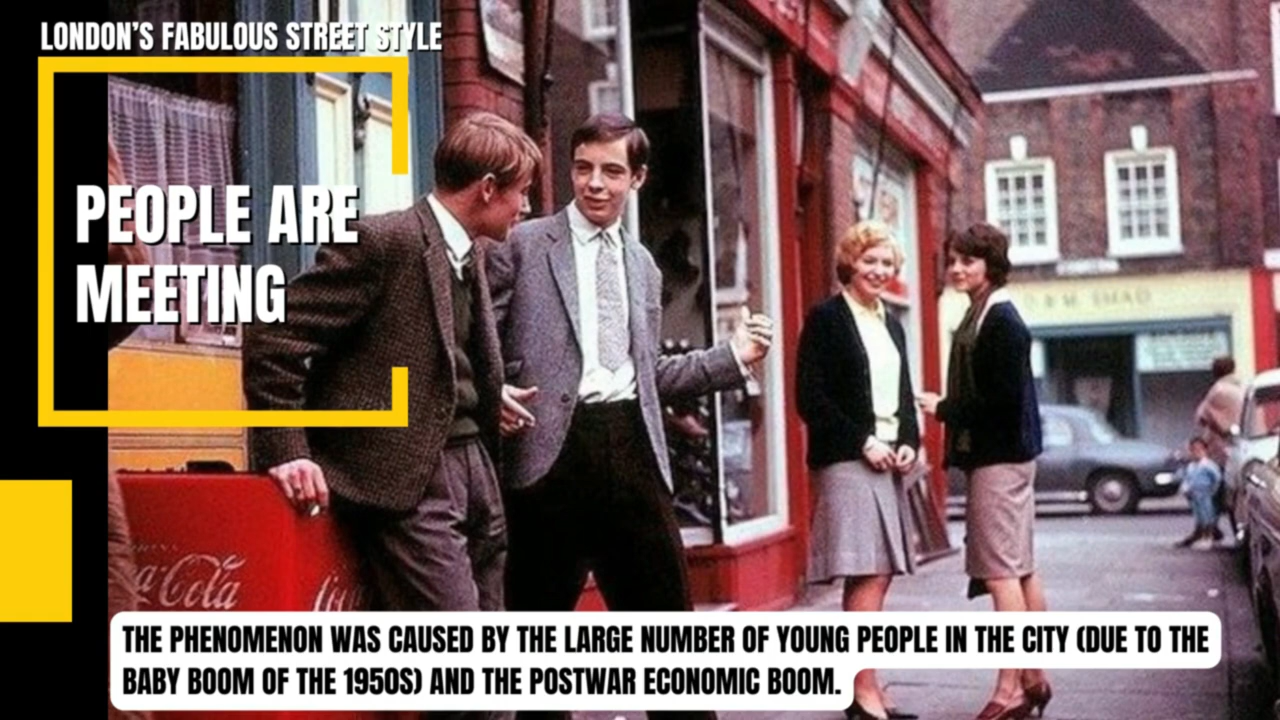 LONDON'S FABULOUS STREET STYLE
PEOPLE ARE
MEETING
a-Cola
THE PHENOMENON WAS CAUSED BY THE LARGE NUMBER OF YOUNG PEOPLE IN THE CITY (DUE TO THE
BABY BOOM OF THE 1950S) AND THE POSTWAR ECONOMIC BOOM.